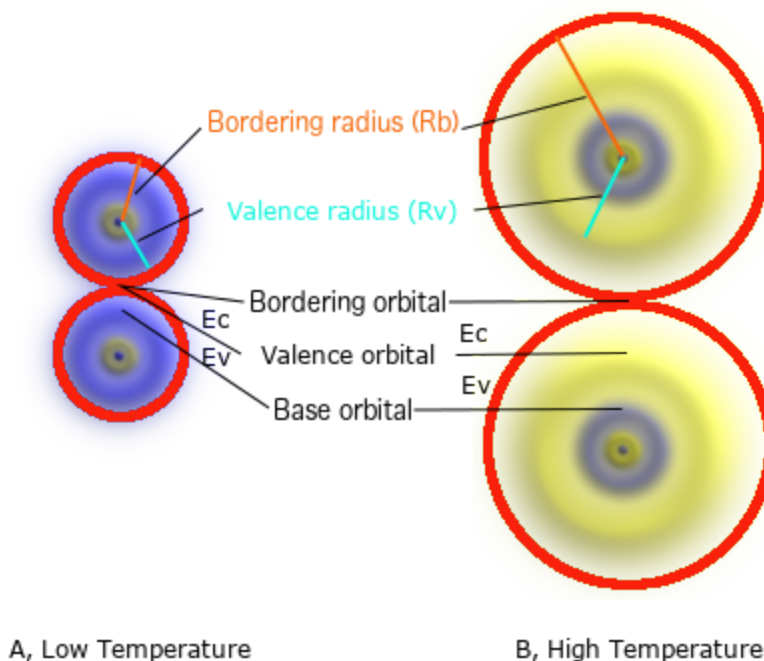 Bordering radius (Rb)
Valence radius (Rv)
Bordering orbital
Ec
Ec
Ev
Valence orbital
Ev
Base orbital
A, Low Temperature
B, High Temperature